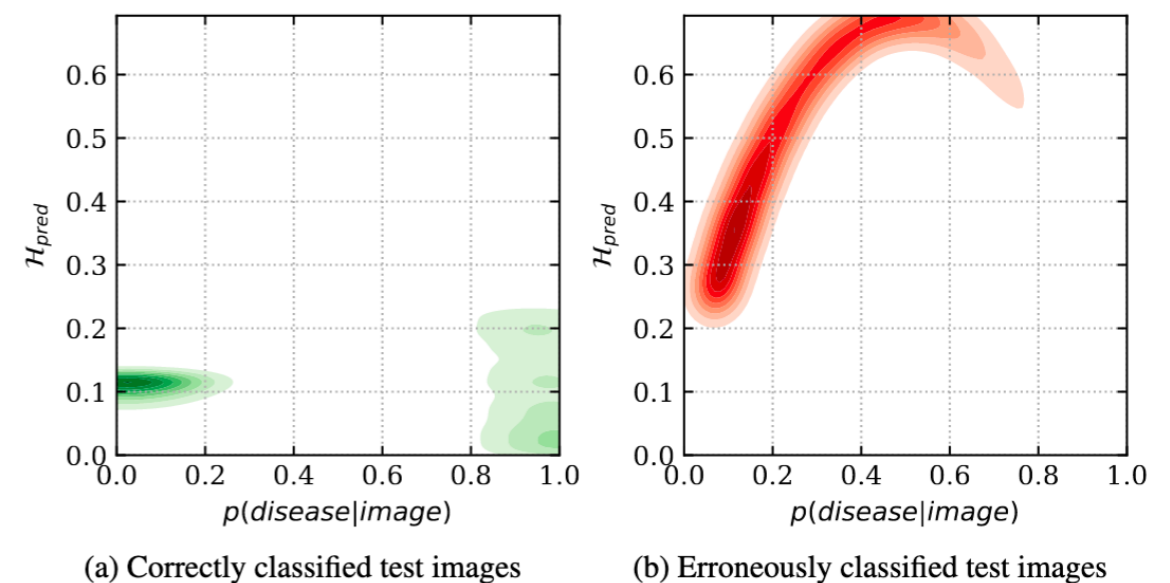 0.6
0.5
0.4
0.3
0.2
0.1
0.0
ℋpred
0.0 0.2 0.4 0.6 0.8 1.0
p(disease|image)
(a) Correctly classified test images
0.6
0.5
0.4
0.3
0.2
0.1
0.0
ℋpred
0.0 0.2 0.4 0.6 0.8 1.0
p(disease|image)
(b) Erroneously classified test images